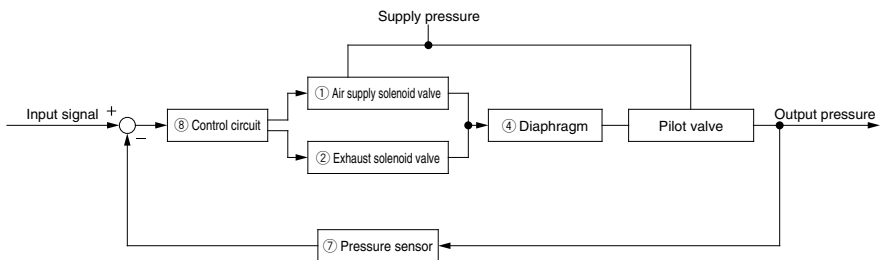 Supply pressure
① Air supply solenoid valve
Input signal
+
−
⑧ Control circuit
④ Diaphragm
Pilot valve
Output pressure
② Exhaust solenoid valve
⑦ Pressure sensor